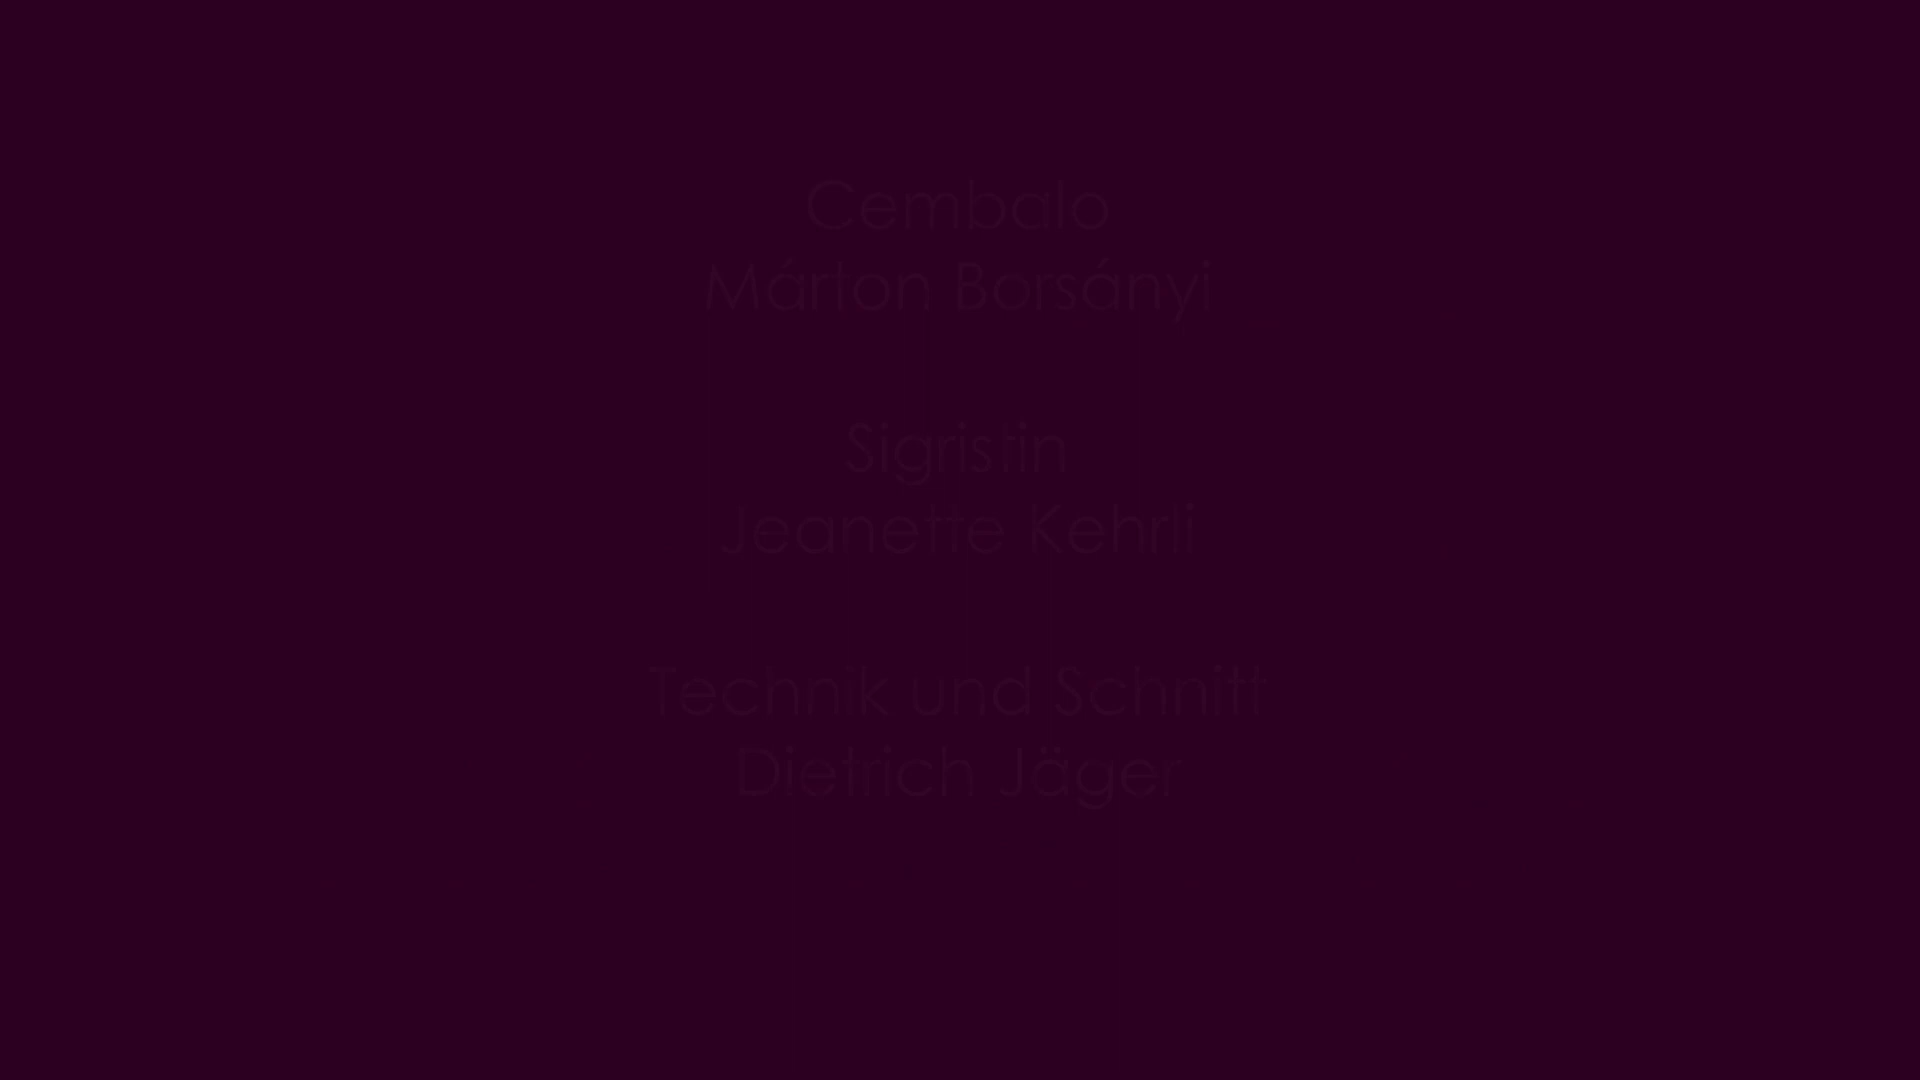 Cembalo
Márton Borsányi
Sigristin
Jeanette Kehrli
Technik und Schnitt
Dietrich Jäger